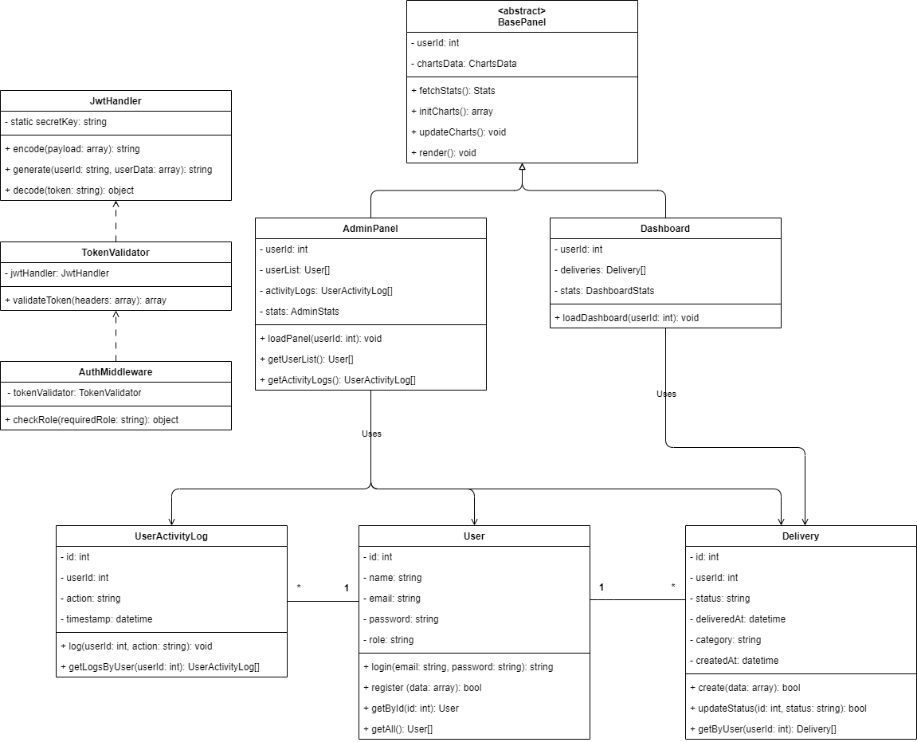 <abstract>
BasePanel
- userId: int
- chartsData: ChartsData
+ fetchStats(): Stats
+ initCharts(): array
+ updateCharts(): void
+ render(): void
JwtHandler
- static secretKey: string
+ encode(payload: array): string
+ generate(userId: string, userData: array): string
+ decode(token: string): object
TokenValidator
- jwtHandler: JwtHandler
+ validateToken(headers: array): array
AuthMiddleware
- tokenValidator: TokenValidator
+ checkRole(requiredRole: string): object
AdminPanel
- userId: int
- userList: User[]
- activityLogs: UserActivityLog[]
- stats: AdminStats
+ loadPanel(userId: int): void
+ getUserList(): User[]
+ getActivityLogs(): UserActivityLog[]
Dashboard
- userId: int
- deliveries: Delivery[]
- stats: DashboardStats
+ loadDashboard(userId: int): void
Uses
Uses
UserActivityLog
- id: int
- userId: int
- action: string
- timestamp: datetime
+ log(userId: int, action: string): void
+ getLogsByUser(userId: int): UserActivityLog[]
* 1
User
- id: int
- name: string
- email: string
- password: string
- role: string
+ login(email: string, password: string): string
+ register (data: array): bool
+ getById(id: int): User
+ getAll(): User[]
1 *
Delivery
- id: int
- userId: int
- status: string
- deliveredAt: datetime
- category: string
- createdAt: datetime
+ create(data: array): bool
+ updateStatus(id: int, status: string): bool
+ getByUser(userId: int): Delivery[]